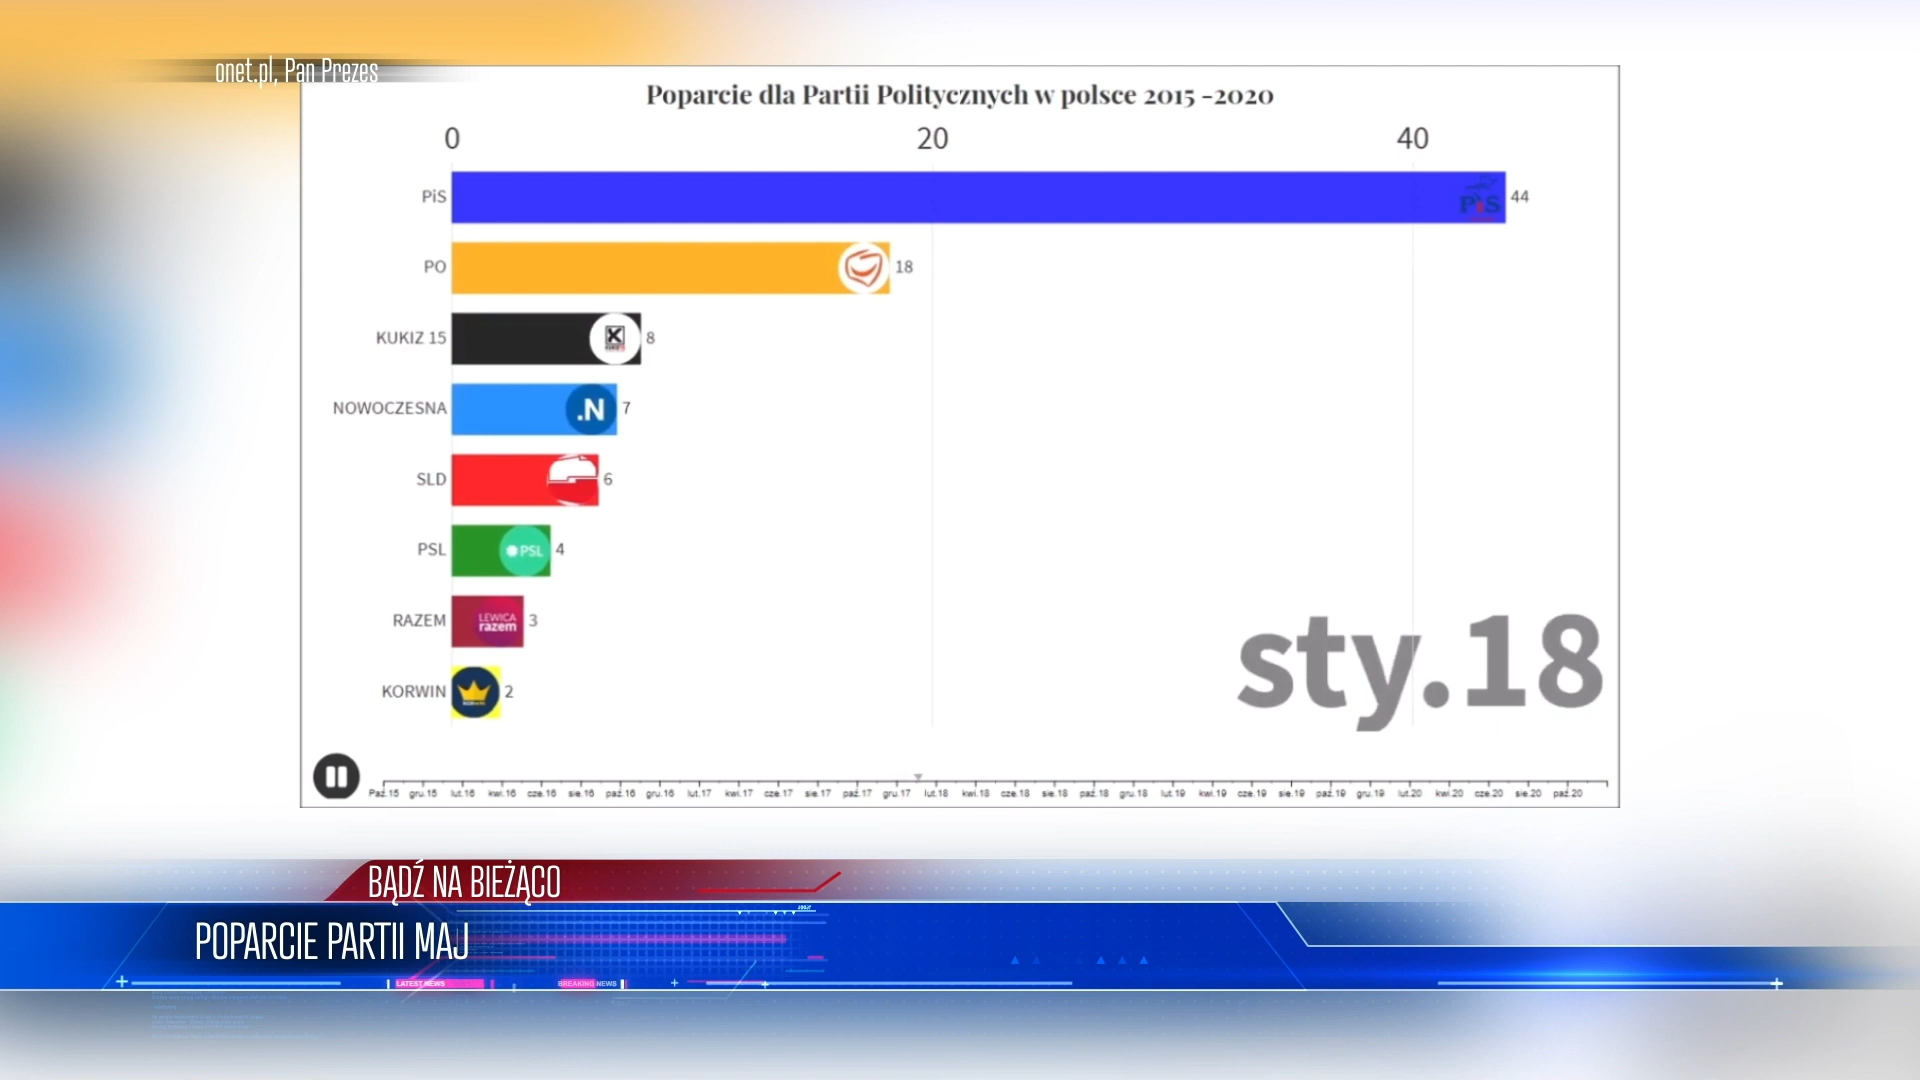 onet.pl, Pan Prezes
Poparcie dla Partii Politycznych w polsce 2015 -2020
0 20 40
PiS PiS 44
PO 18
KUKIZ 15 8
NOWOCZESNA .N 7
SLD 6
PSL PSL 4
RAZEM LEWICA razem 3
KORWIN 2
sty.18
Paź.15 gru.15 lut.16 kwi.16 cze.16 sie.16 paź.16 gru.16 lut.17 kwi.17 cze.17 sie.17 paź.17 gru.17 lut.18 kwi.18 cze.18 sie.18 paź.18 gru.18 lut.19 kwi.19 cze.19 sie.19 paź.19 gru.19 lut.20 kwi.20 cze.20 sie.20 paź.20
BĄDŹ NA BIEŻĄCO
POPARCIE PARTII MAJ
LATEST NEWS BREAKING NEWS